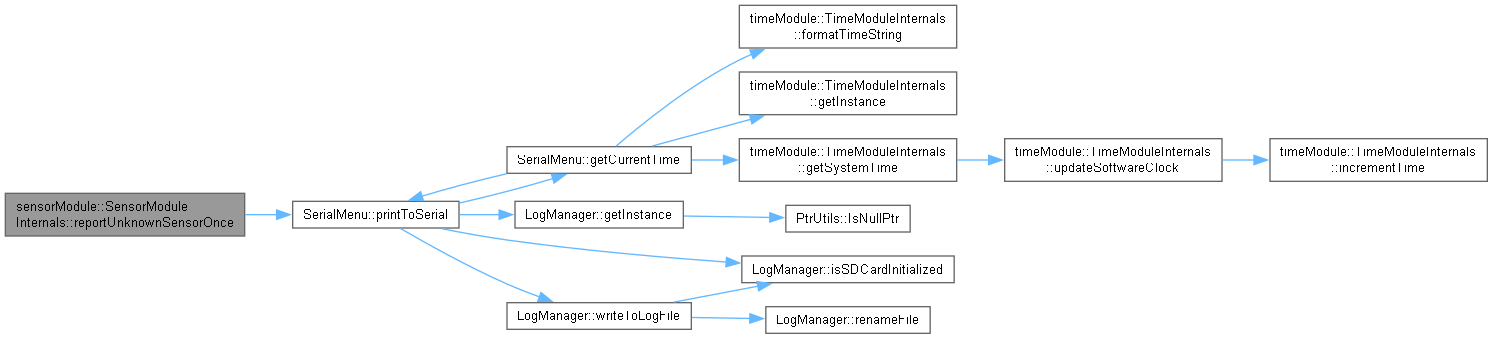 timeModule::TimeModuleInternals
::formatTimeString
timeModule::TimeModuleInternals
::getInstance
SerialMenu::getCurrentTime
timeModule::TimeModuleInternals
::getSystemTime
timeModule::TimeModuleInternals
::updateSoftwareClock
timeModule::TimeModuleInternals
::incrementTime
sensorModule::SensorModule
Internals::reportUnknownSensorOnce
SerialMenu::printToSerial
LogManager::getInstance
PtrUtils::IsNullPtr
LogManager::isSDCardInitialized
LogManager::writeToLogFile
LogManager::renameFile